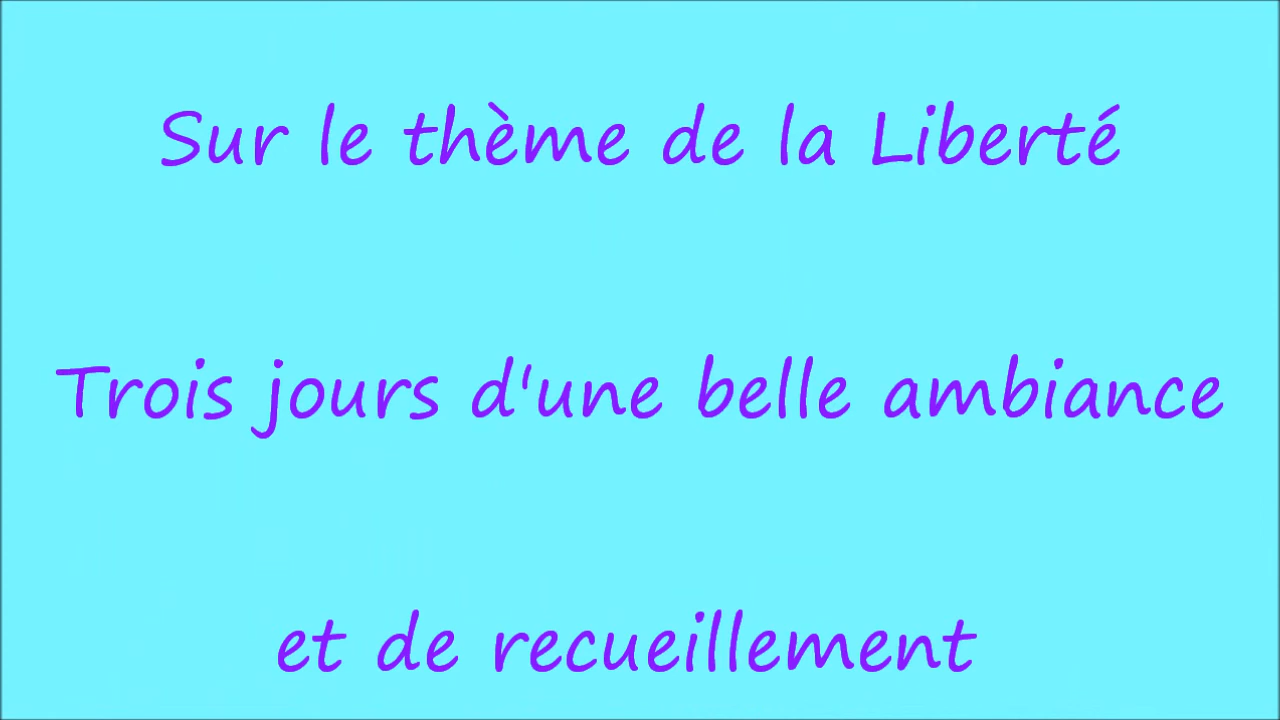 Sur le thème de la Liberté
Trois jours d'une belle ambiance
et de recueillement